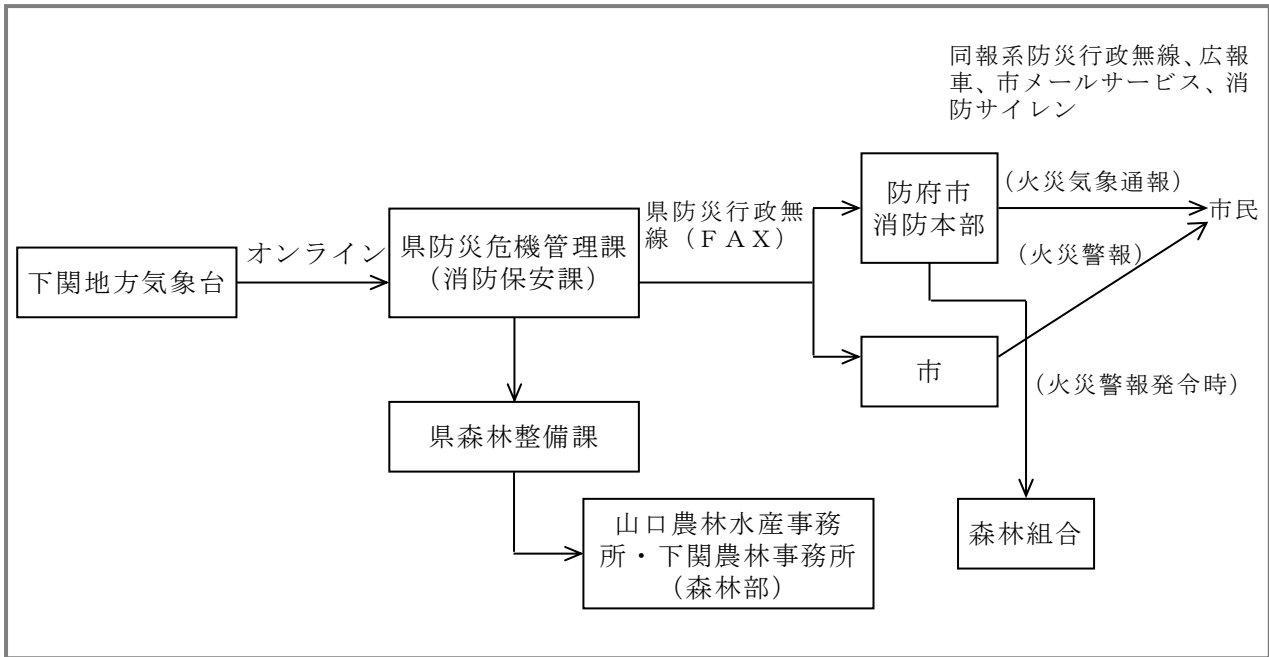 同報系防災行政無線、広報
車、市メールサービス、消
防サイレン
下関地方気象台
オンライン
県防災危機管理課
（消防保安課）
県防災行政無
線（ＦＡＸ）
防府市
消防本部
（火災気象通報）
市民
（火災警報）
市
（火災警報発令時）
県森林整備課
山口農林水産事務
所・下関農林事務所
（森林部）
森林組合